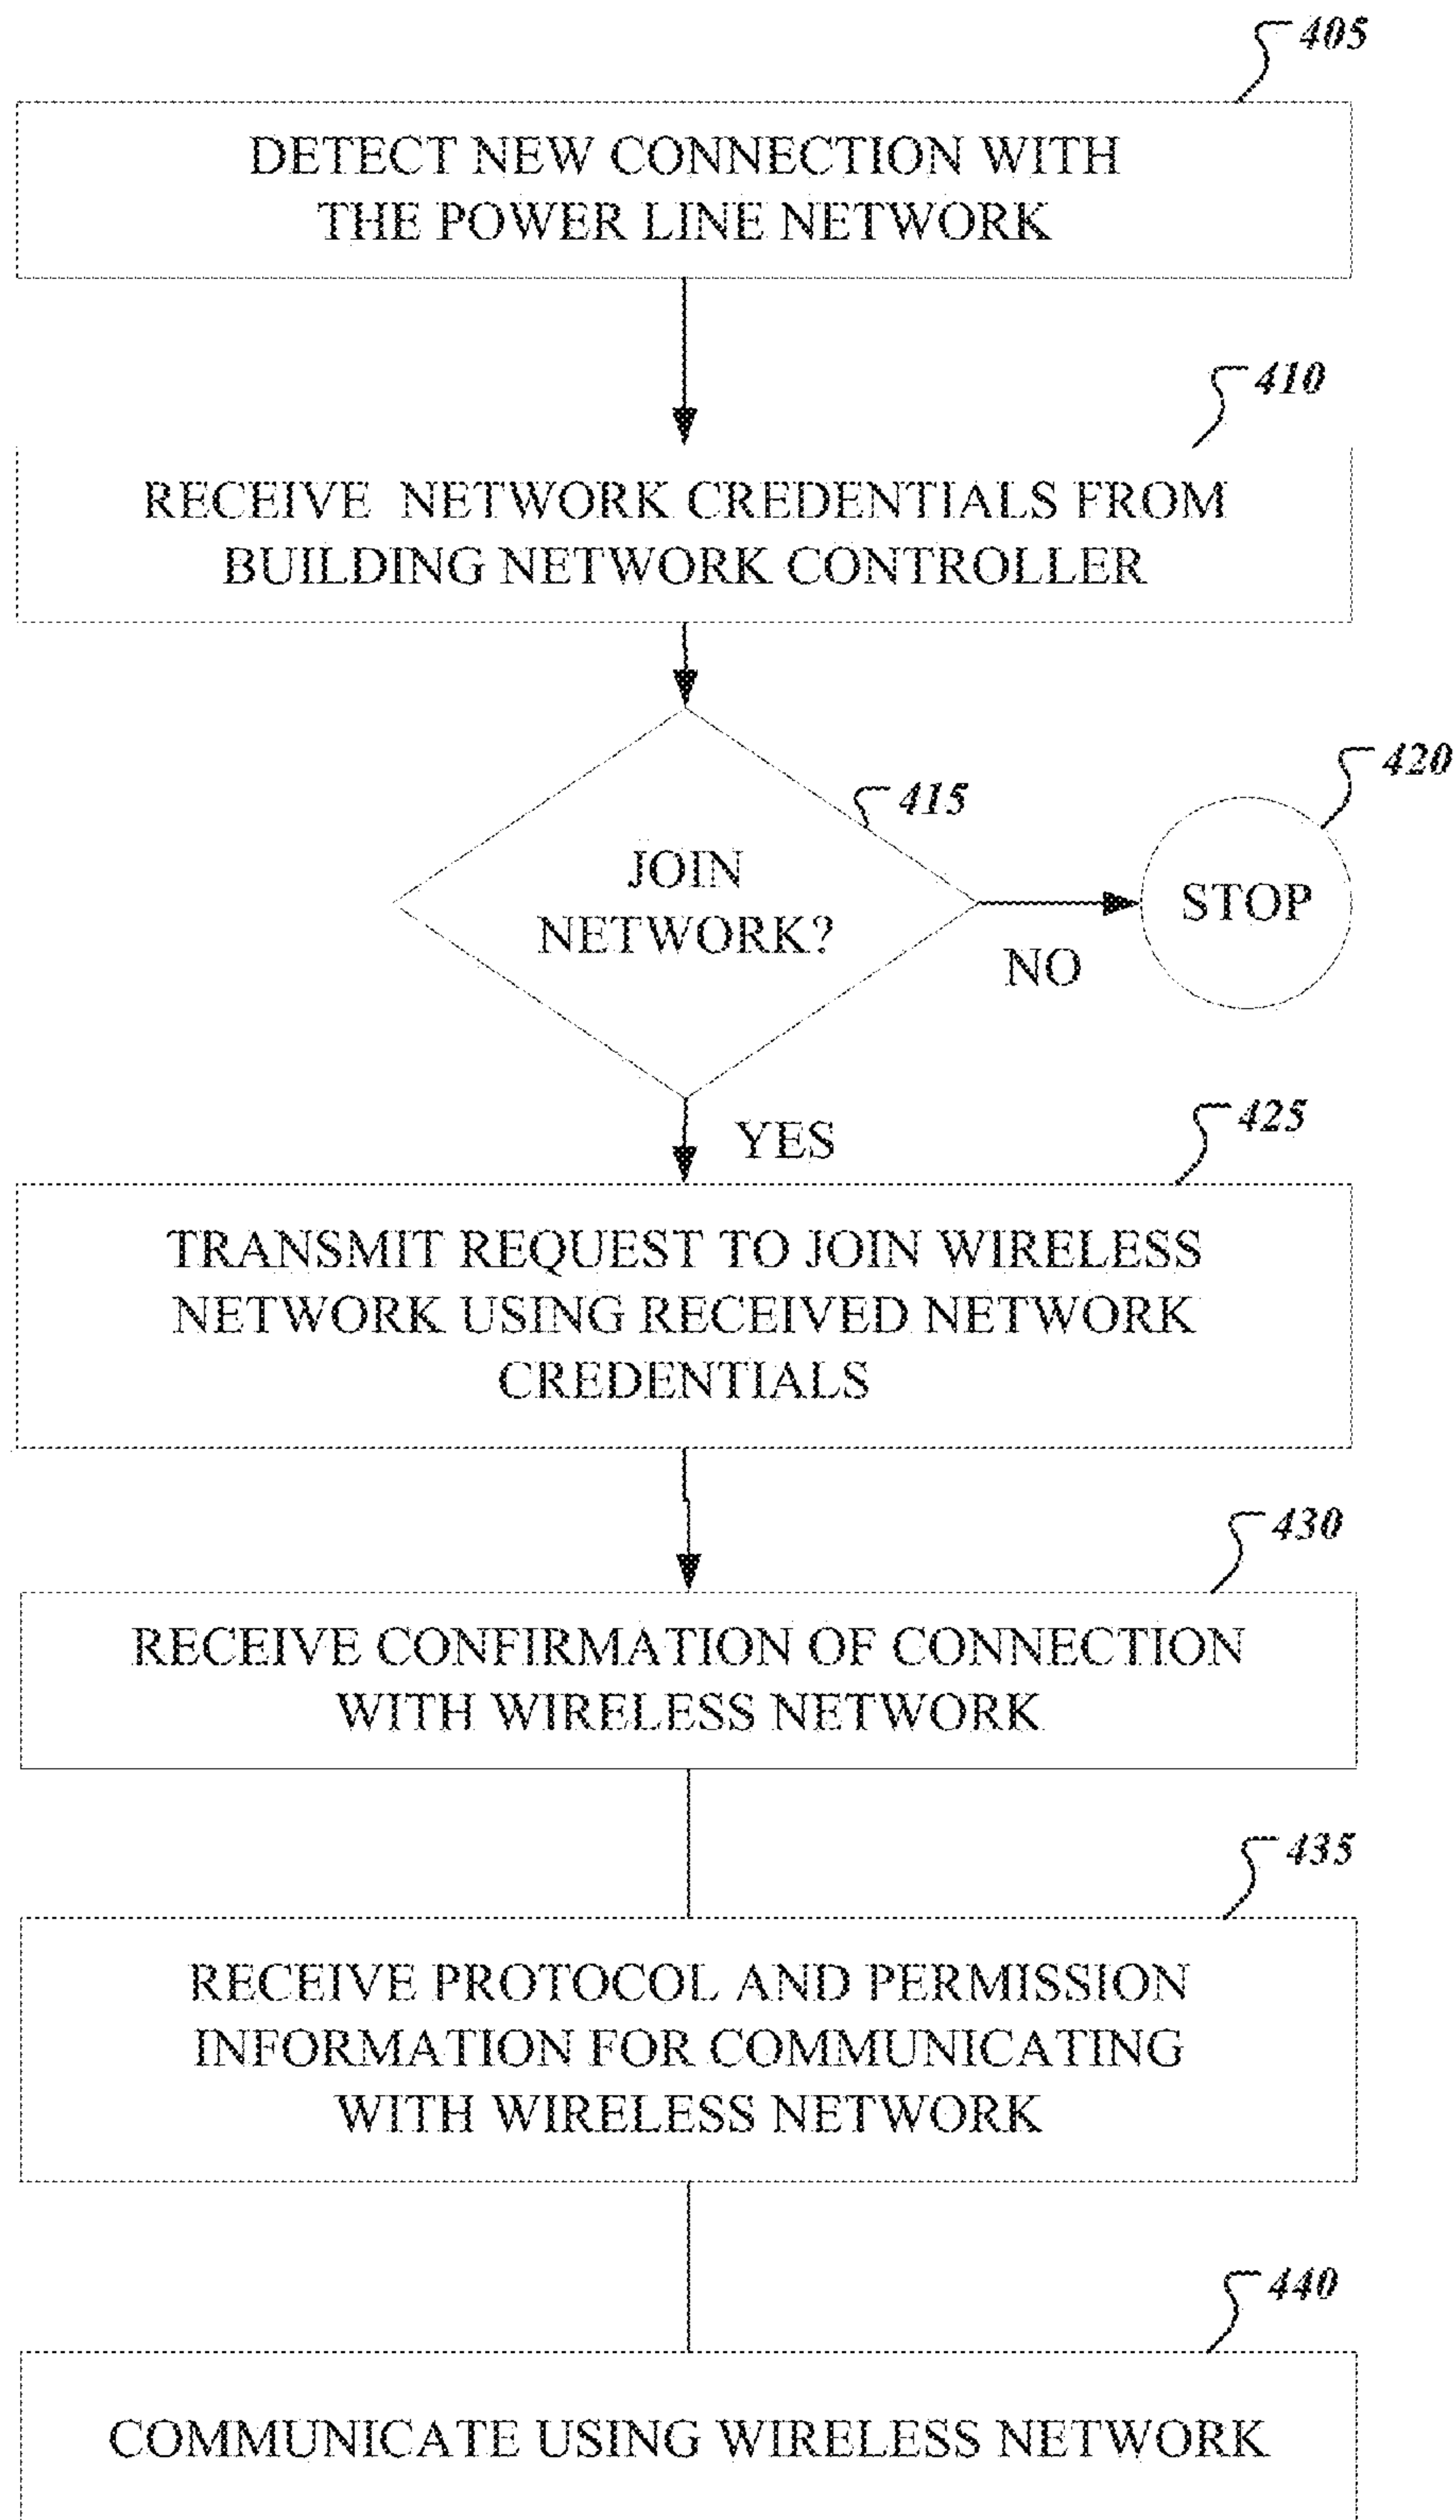 405
DETECT NEW CONNECTION WITH
THE POWER LINE NETWORK
410
RECEIVE NETWORK CREDENTIALS FROM
BUILDING NETWORK CONTROLLER
415
JOIN
NETWORK?
420
STOP
NO
YES
425
TRANSMIT REQUEST TO JOIN WIRELESS
NETWORK USING RECEIVED NETWORK
CREDENTIALS
430
RECEIVE CONFIRMATION OF CONNECTION
WITH WIRELESS NETWORK
435
RECEIVE PROTOCOL AND PERMISSION
INFORMATION FOR COMMUNICATING
WITH WIRELESS NETWORK
440
COMMUNICATE USING WIRELESS NETWORK